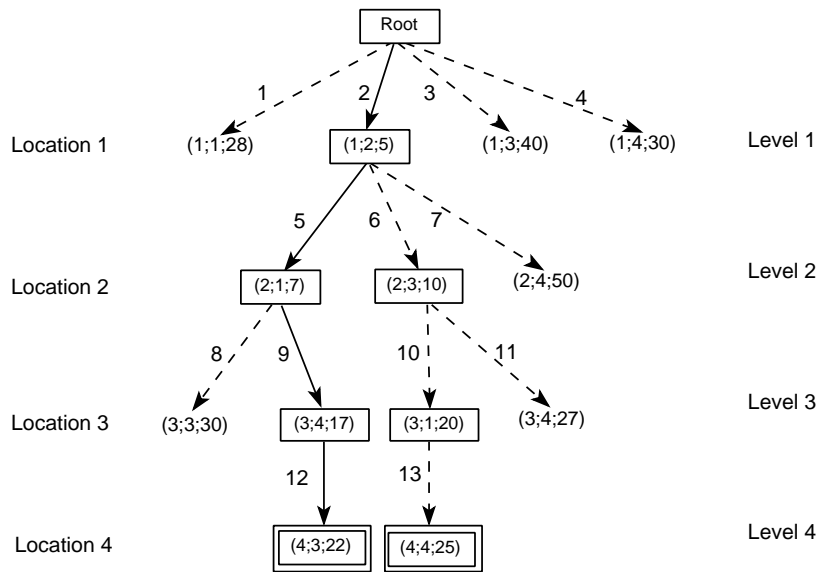 Root
1
2
3
4
Location 1
(1;1;28)
(1;2;5)
(1;3;40)
(1;4;30)
Level 1
5
6
7
Location 2
(2;1;7)
(2;3;10)
(2;4;50)
Level 2
8
9
10
11
Location 3
(3;3;30)
(3;4;17)
(3;1;20)
(3;4;27)
Level 3
12
13
Location 4
(4;3;22)
(4;4;25)
Level 4